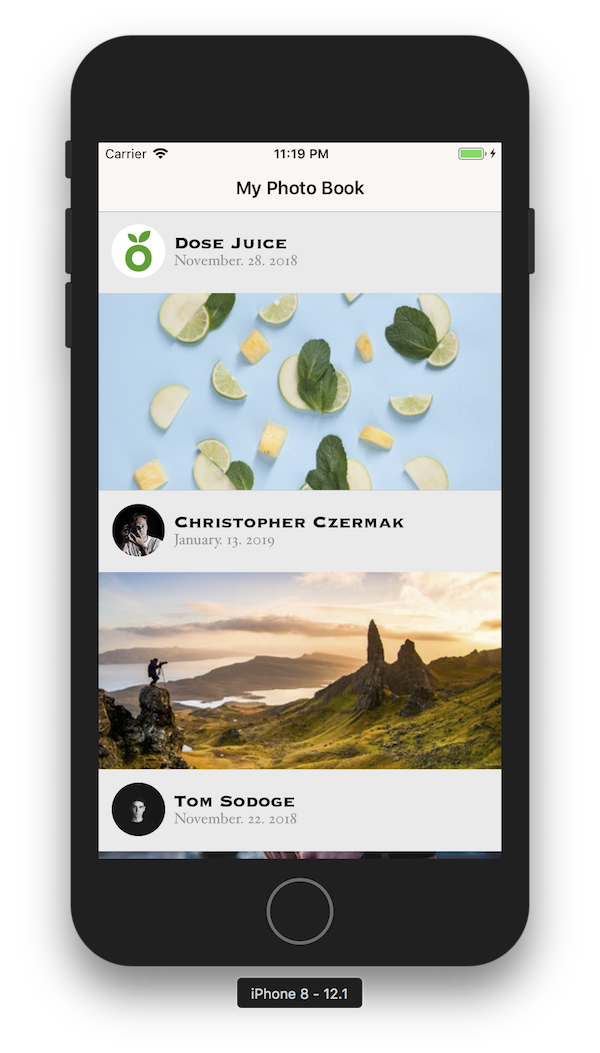 Carrier 11:19 PM
My Photo Book
Dose Juice
November. 28. 2018
Christopher Czermak
January. 13. 2019
Tom Sodoge
November. 22. 2018
iPhone 8 - 12.1